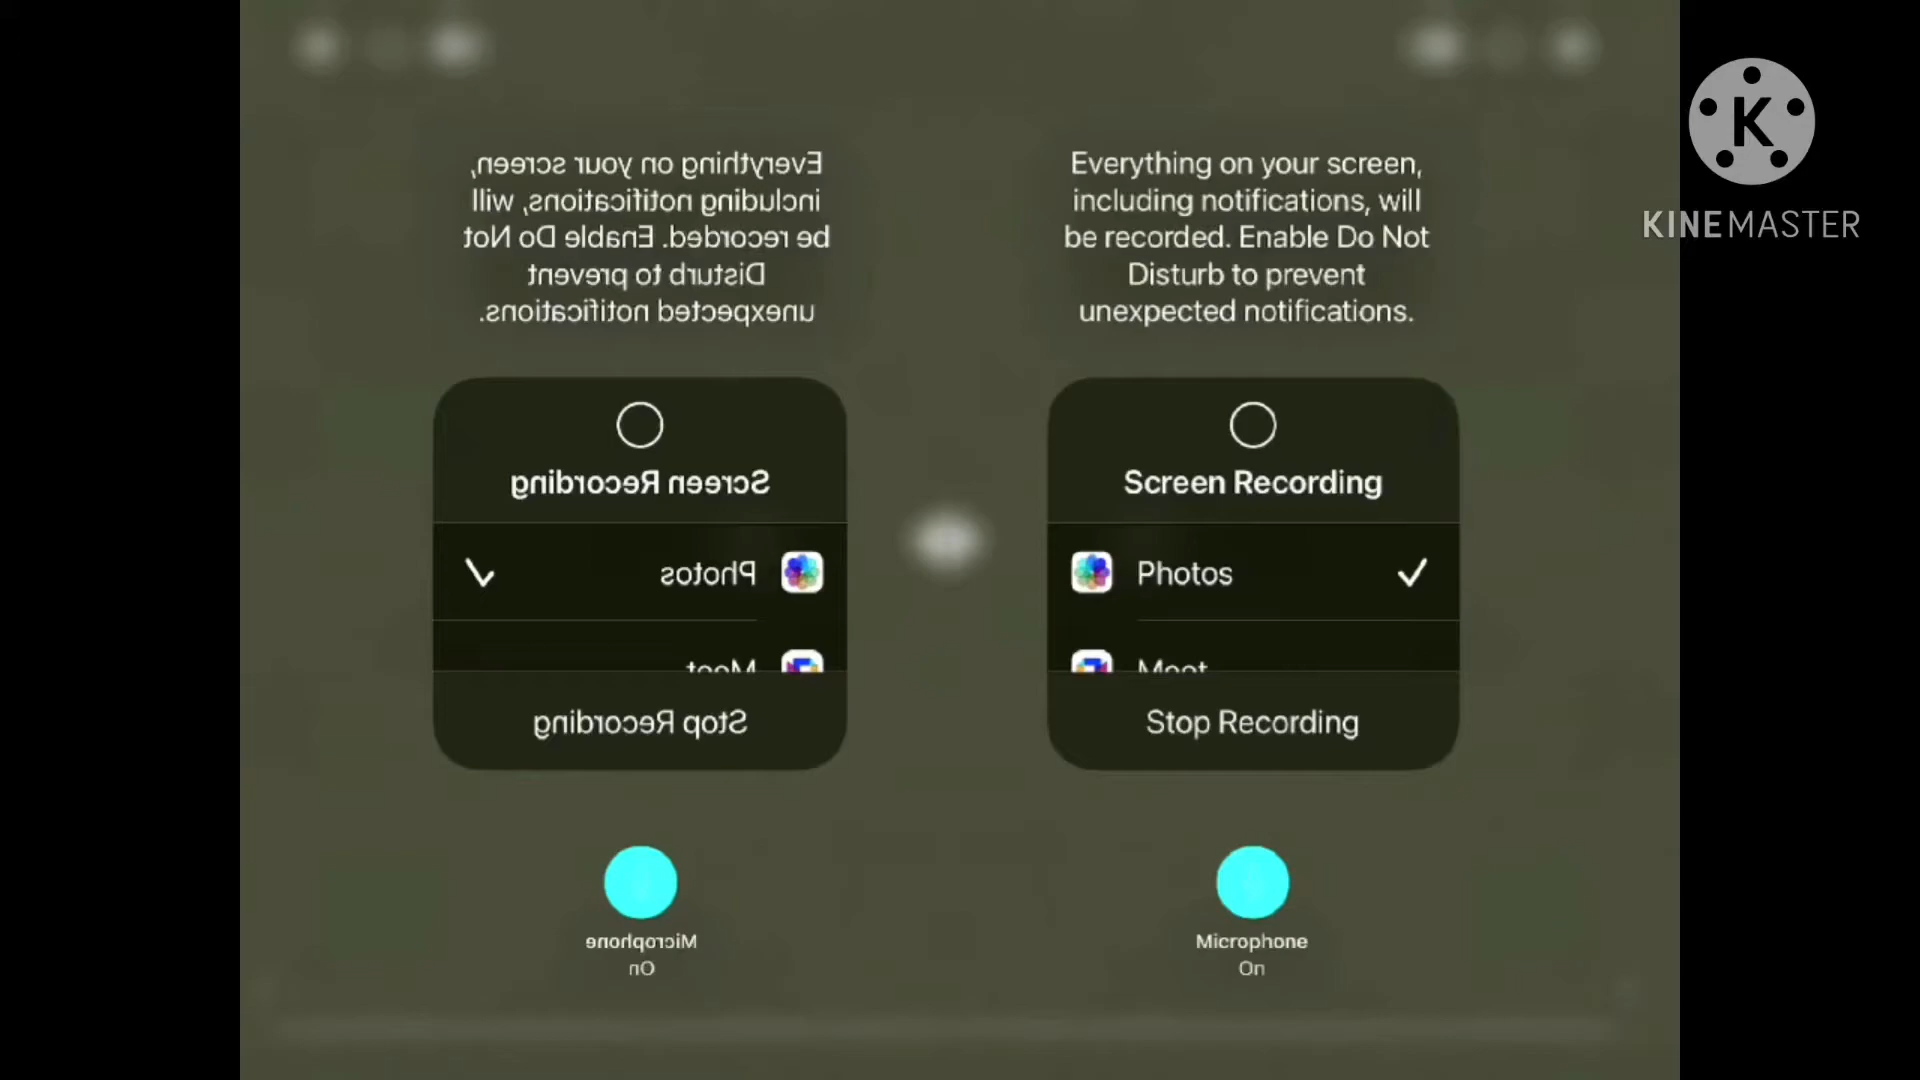 Everything on your screen,
including notifications, will
be recorded. Enable Do Not
Disturb to prevent
unexpected notifications.
Screen Recording
Photos
Meet
Stop Recording
Microphone
On
Everything on your screen,
including notifications, will
be recorded. Enable Do Not
Disturb to prevent
unexpected notifications.
Screen Recording
Photos
Meet
Stop Recording
Microphone
On
K
KINEMASTER